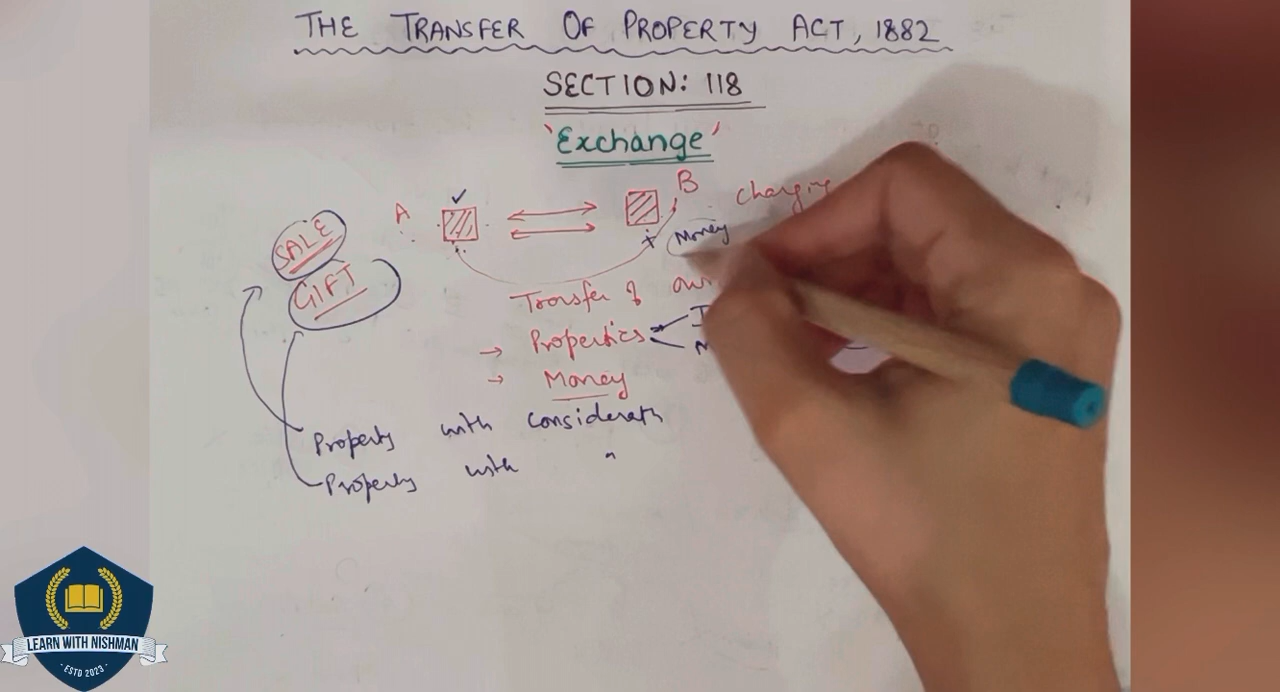 THE TRANSFER OF PROPERTY ACT, 1882
SECTION: 118
'Exchange'
A
B
Changing
Money
SALE
GIFT
Transfer of
→ Properties
→ Money
Property with consideratn
Property with "
LEARN WITH NISHMAN
ESTD 2023